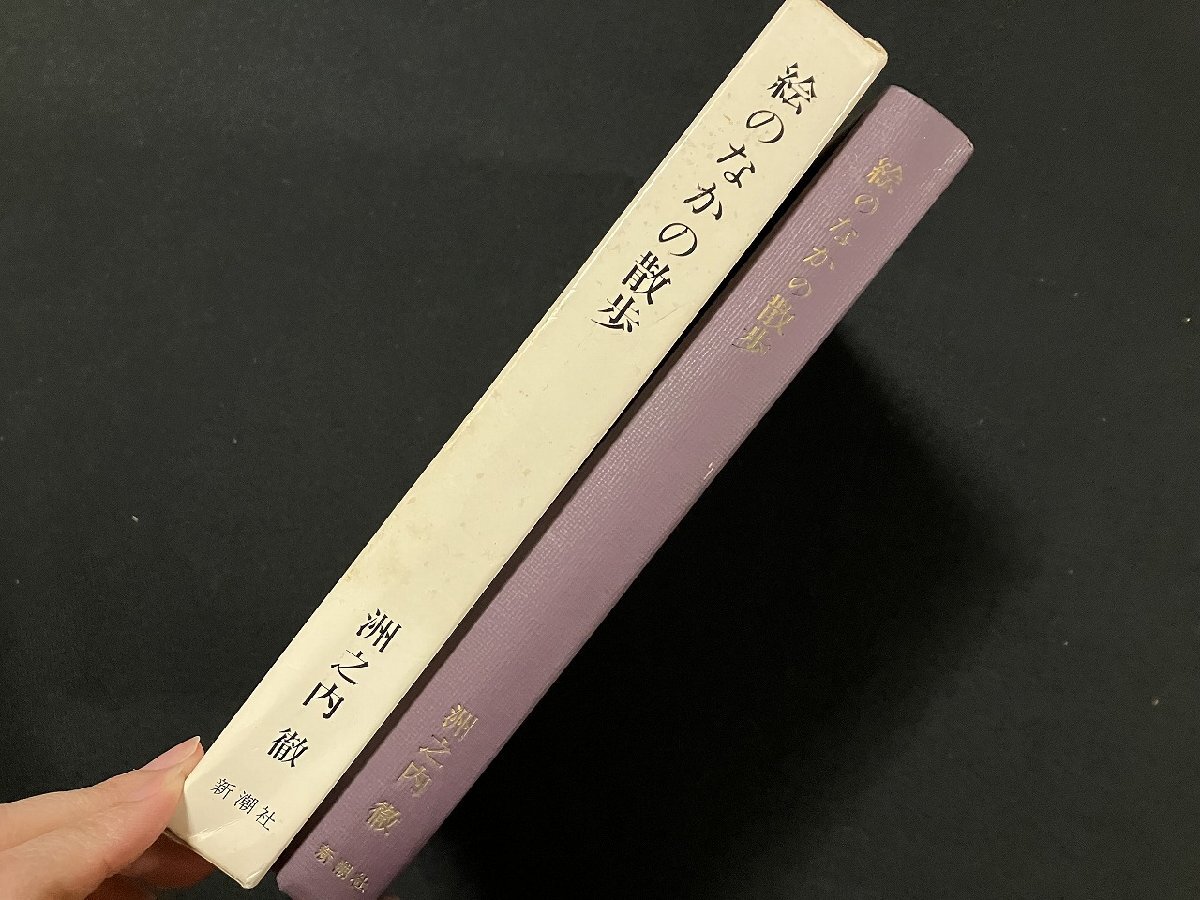 絵のなかの散歩
洲之内 徹
新潮社
絵のなかの散歩
洲之内 徹
新潮社